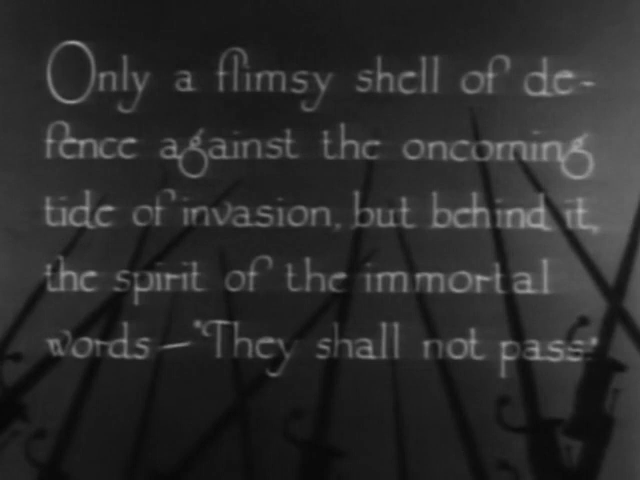 Only a flimsy shell of de-
fence against the oncoming
tide of invasion, but behind it,
the spirit of the immortal
words—"They shall not pass."